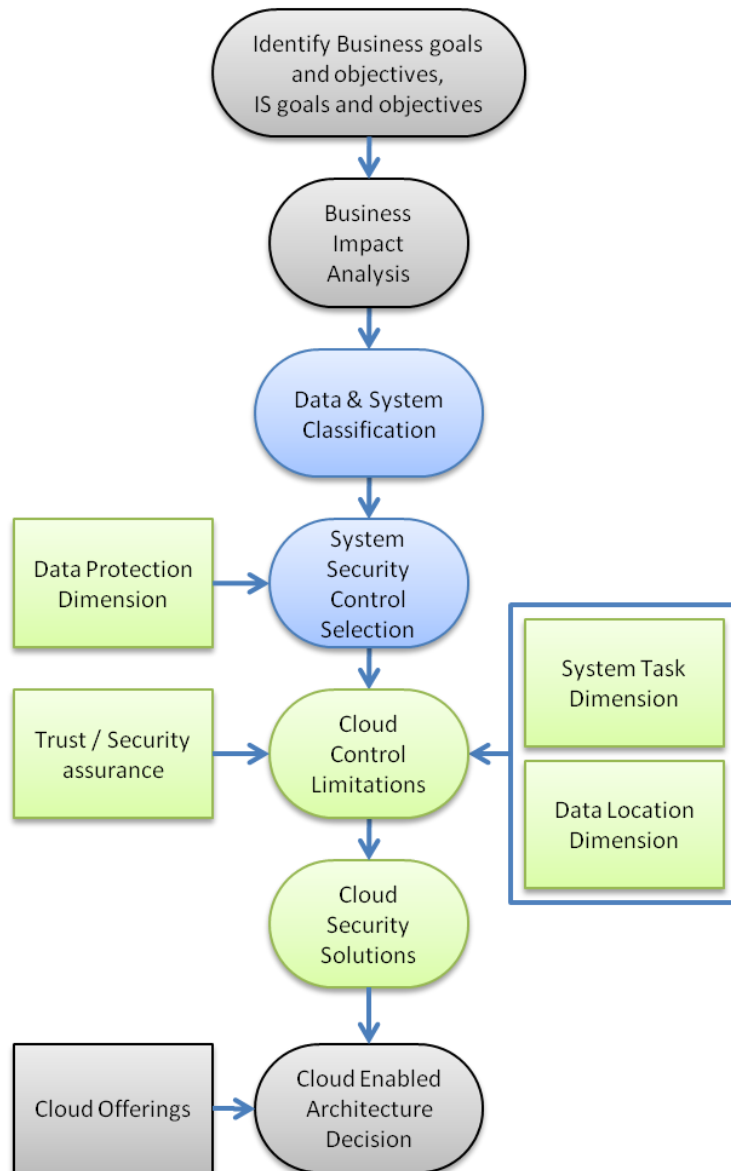 Identify Business goals
and objectives,
IS goals and objectives
Business
Impact
Analysis
Data & System
Classification
Data Protection
Dimension
System
Security
Control
Selection
System Task
Dimension
Trust / Security
assurance
Cloud
Control
Limitations
Data Location
Dimension
Cloud
Security
Solutions
Cloud Offerings
Cloud Enabled
Architecture
Decision